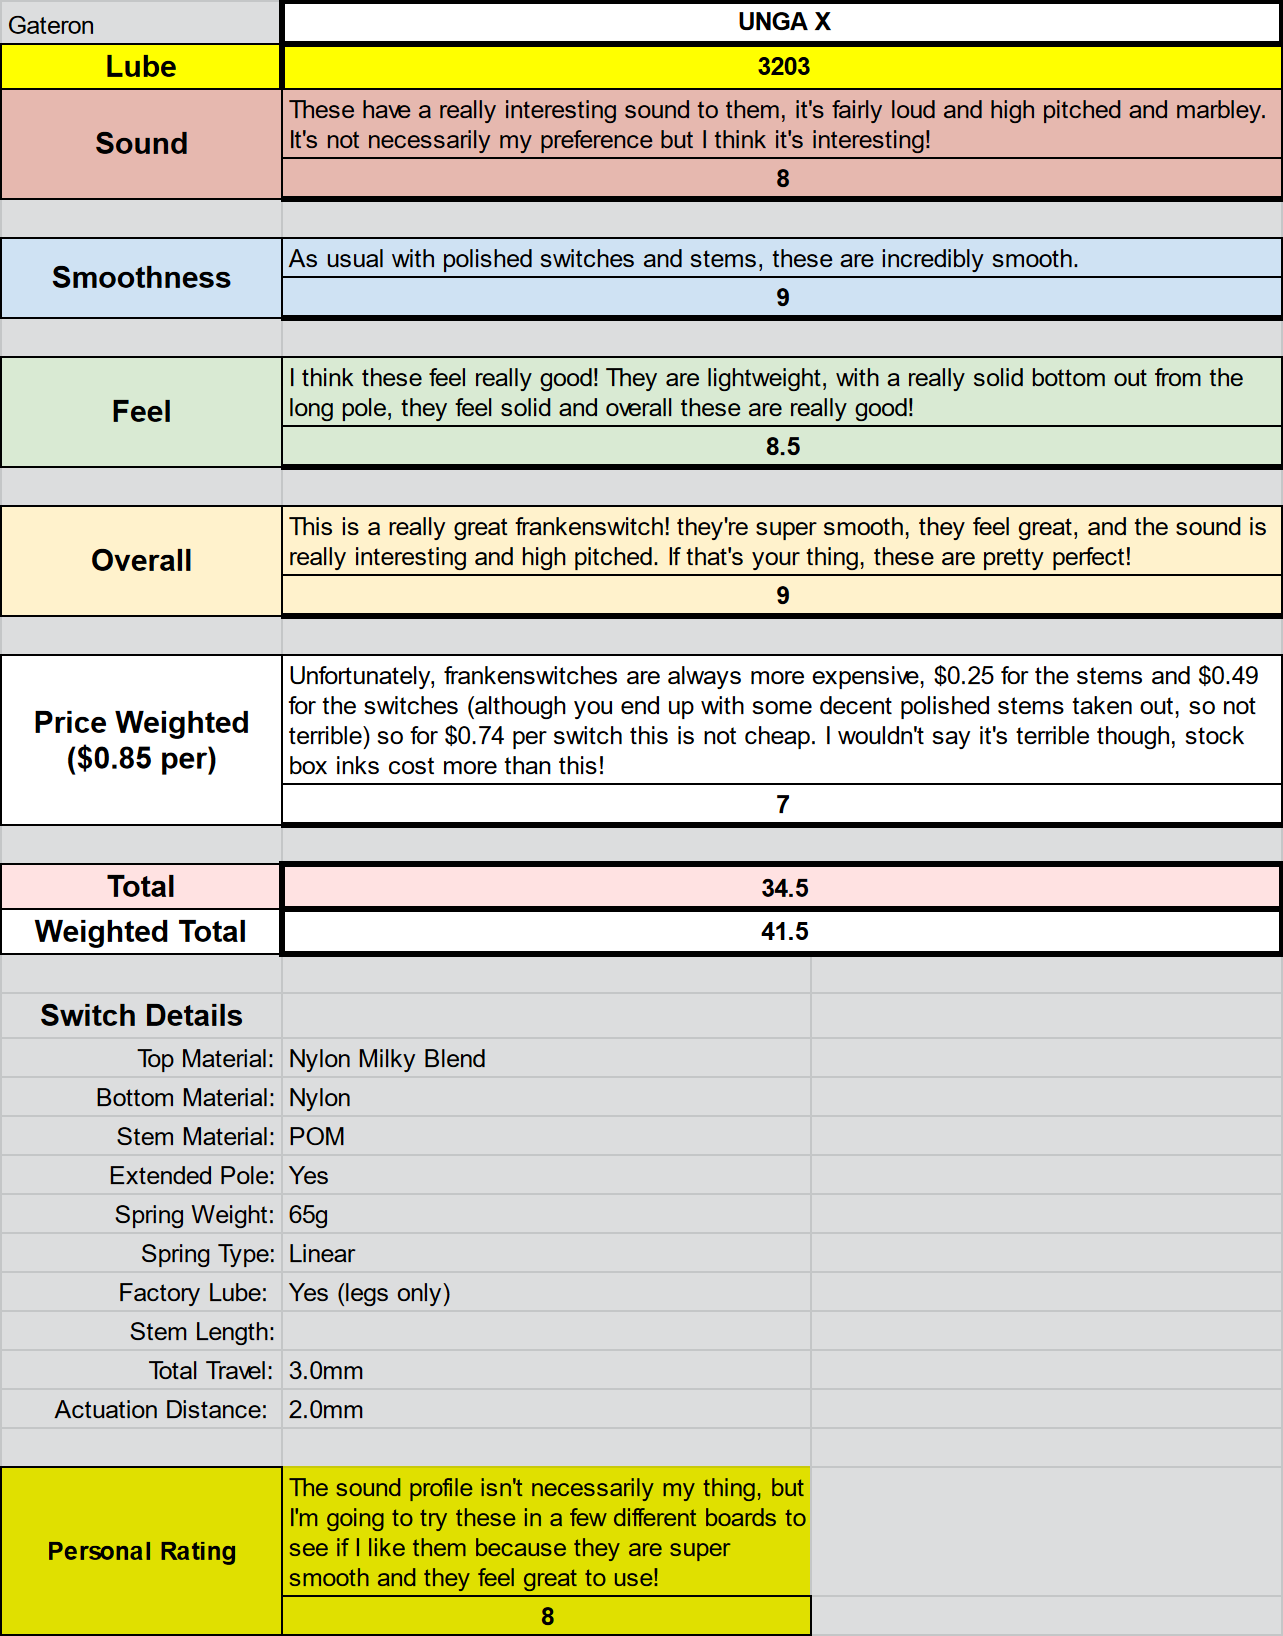 Gateron
UNGA X
Lube
3203
Sound
These have a really interesting sound to them, it's fairly loud and high pitched and marbley.
It's not necessarily my preference but I think it's interesting!
8
Smoothness
As usual with polished switches and stems, these are incredibly smooth.
9
Feel
I think these feel really good! They are lightweight, with a really solid bottom out from the
long pole, they feel solid and overall these are really good!
8.5
Overall
This is a really great frankenswitch! they're super smooth, they feel great, and the sound is
really interesting and high pitched. If that's your thing, these are pretty perfect!
9
Price Weighted
($0.85 per)
Unfortunately, frankenswitches are always more expensive, $0.25 for the stems and $0.49
for the switches (although you end up with some decent polished stems taken out, so not
terrible) so for $0.74 per switch this is not cheap. I wouldn't say it's terrible though, stock
box inks cost more than this!
7
Total
34.5
Weighted Total
41.5
Switch Details
Top Material: Nylon Milky Blend
Bottom Material: Nylon
Stem Material: POM
Extended Pole: Yes
Spring Weight: 65g
Spring Type: Linear
Factory Lube: Yes (legs only)
Stem Length:
Total Travel: 3.0mm
Actuation Distance: 2.0mm
Personal Rating
The sound profile isn't necessarily my thing, but
I'm going to try these in a few different boards to
see if I like them because they are super
smooth and they feel great to use!
8